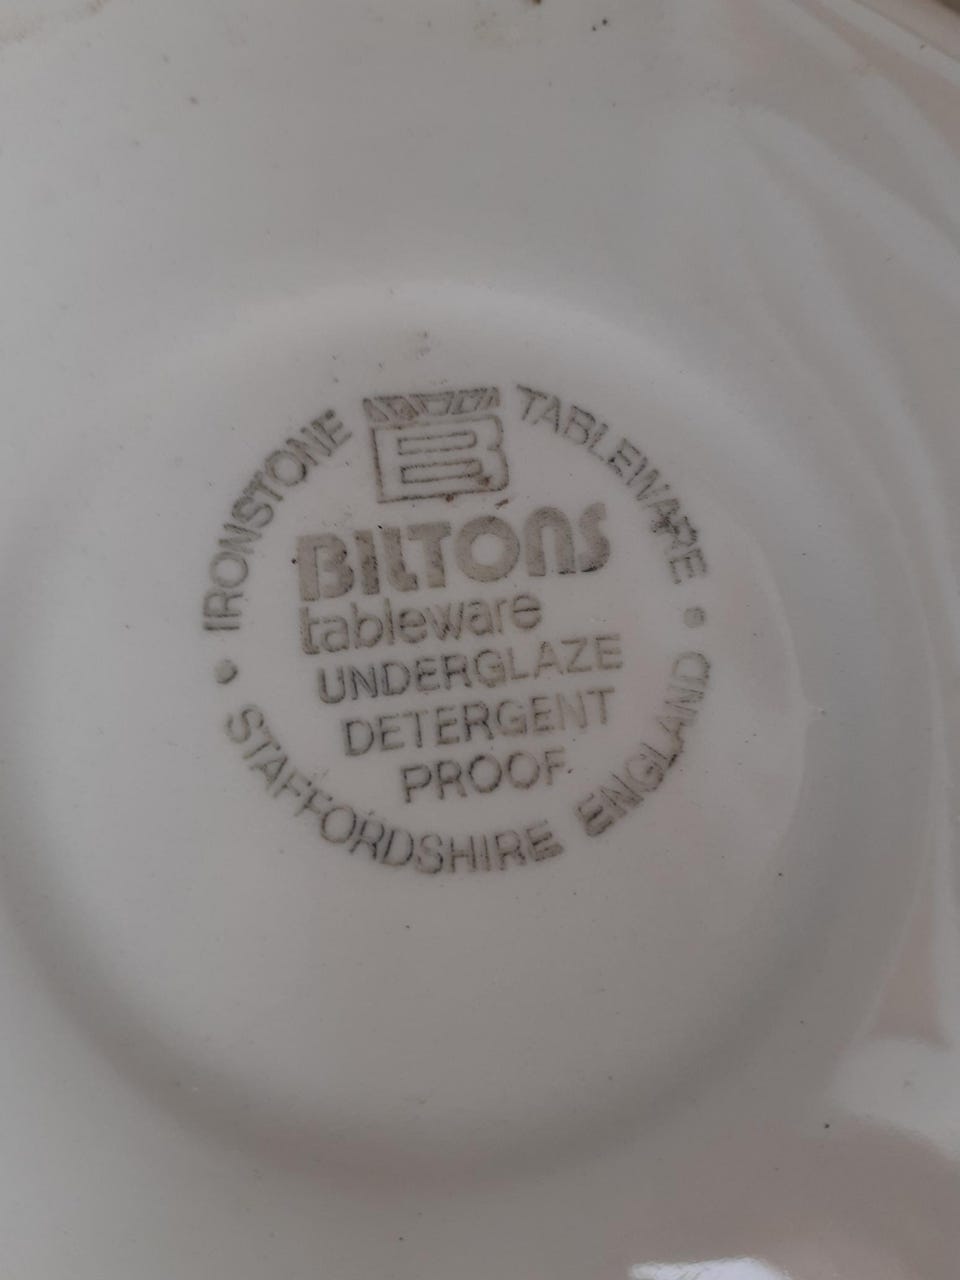 IRONSTONE TABLEWARE
B
BILTONS
tableware
UNDERGLAZE
DETERGENT
PROOF
• STAFFORDSHIRE ENGLAND •